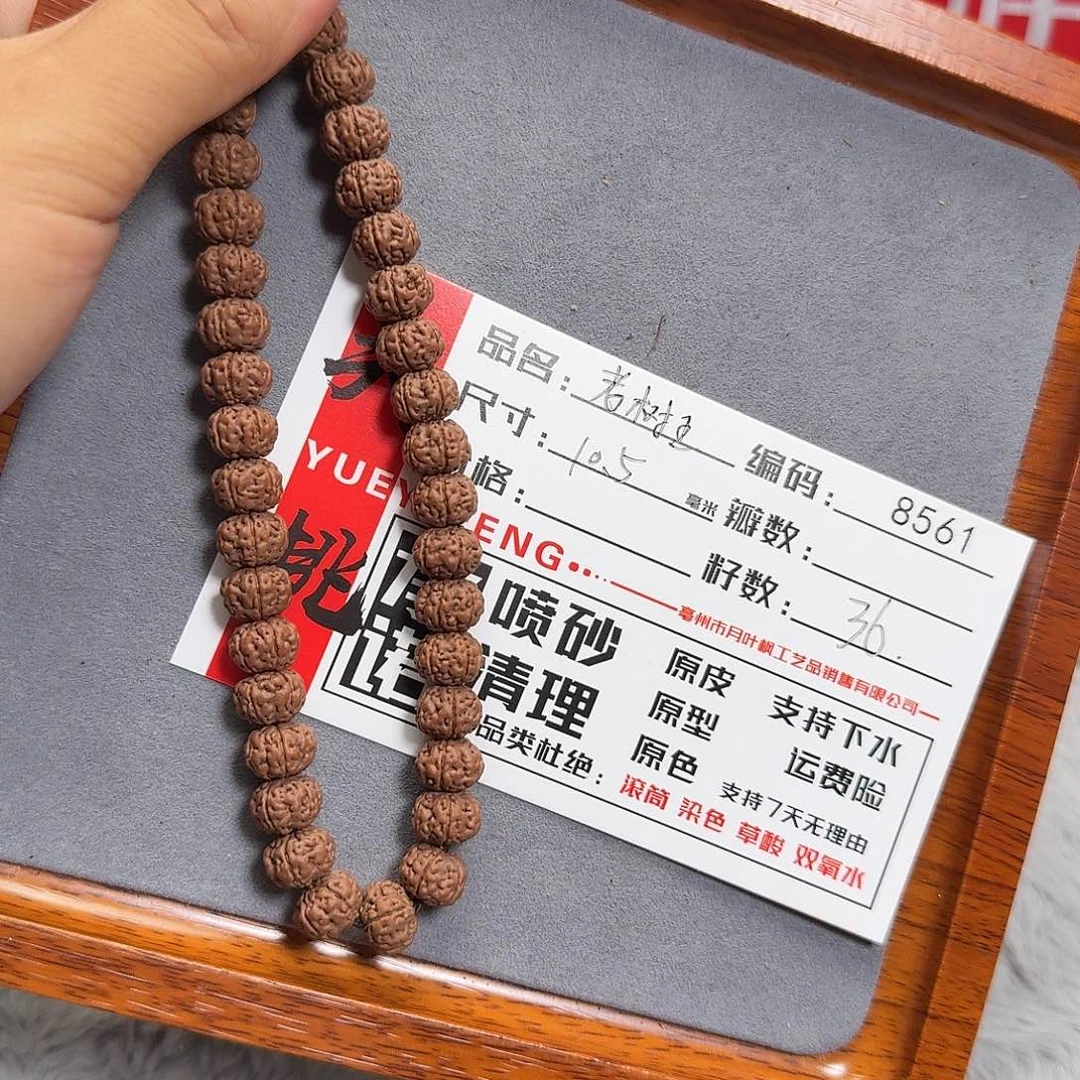 品名：老树桩
编码：8561
尺寸：10.5毫米
瓣数：
格：
籽数：36.
YUEY ENG
亳州市月叶枫工艺品销售有限公司
挑
喷砂
清理
原皮
原型
原色
支持下水
运费险
支持7天无理由
品类杜绝：滚筒 染色 草酸 双氧水